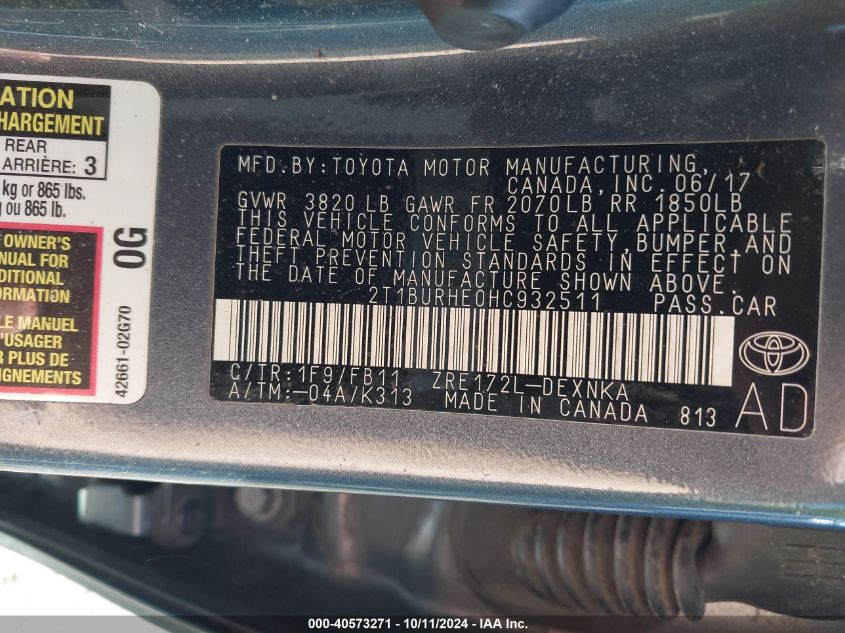 ATION
HARGEMENT
REAR
ARRIÈRE: 3
kg or 865 lbs.
ou 865 lb.
OWNER'S
NUAL FOR
DDITIONAL
ORMATION
LE MANUEL
'USAGER
R PLUS DE
0G
42661-02G70
MFD.BY:TOYOTA MOTOR MANUFACTURING,
CANADA,INC. 06/17
GVWR 3820 LB GAWR FR 2070LB RR 1850LB
THIS VEHICLE CONFORMS TO ALL APPLICABLE
FEDERAL MOTOR VEHICLE SAFETY,BUMPER,AND
THEFT PREVENTION STANDARDS IN EFFECT ON
THE DATE OF MANUFACTURE SHOWN ABOVE.
2T1BURHE0HC932511 PASS.CAR
C/TR:1F9/FB11 ZRE172L-DEXNKA
A/TM:-04A/K313 MADE IN CANADA 813
AD
000-40573271 - 10/11/2024 - IAAI.com.